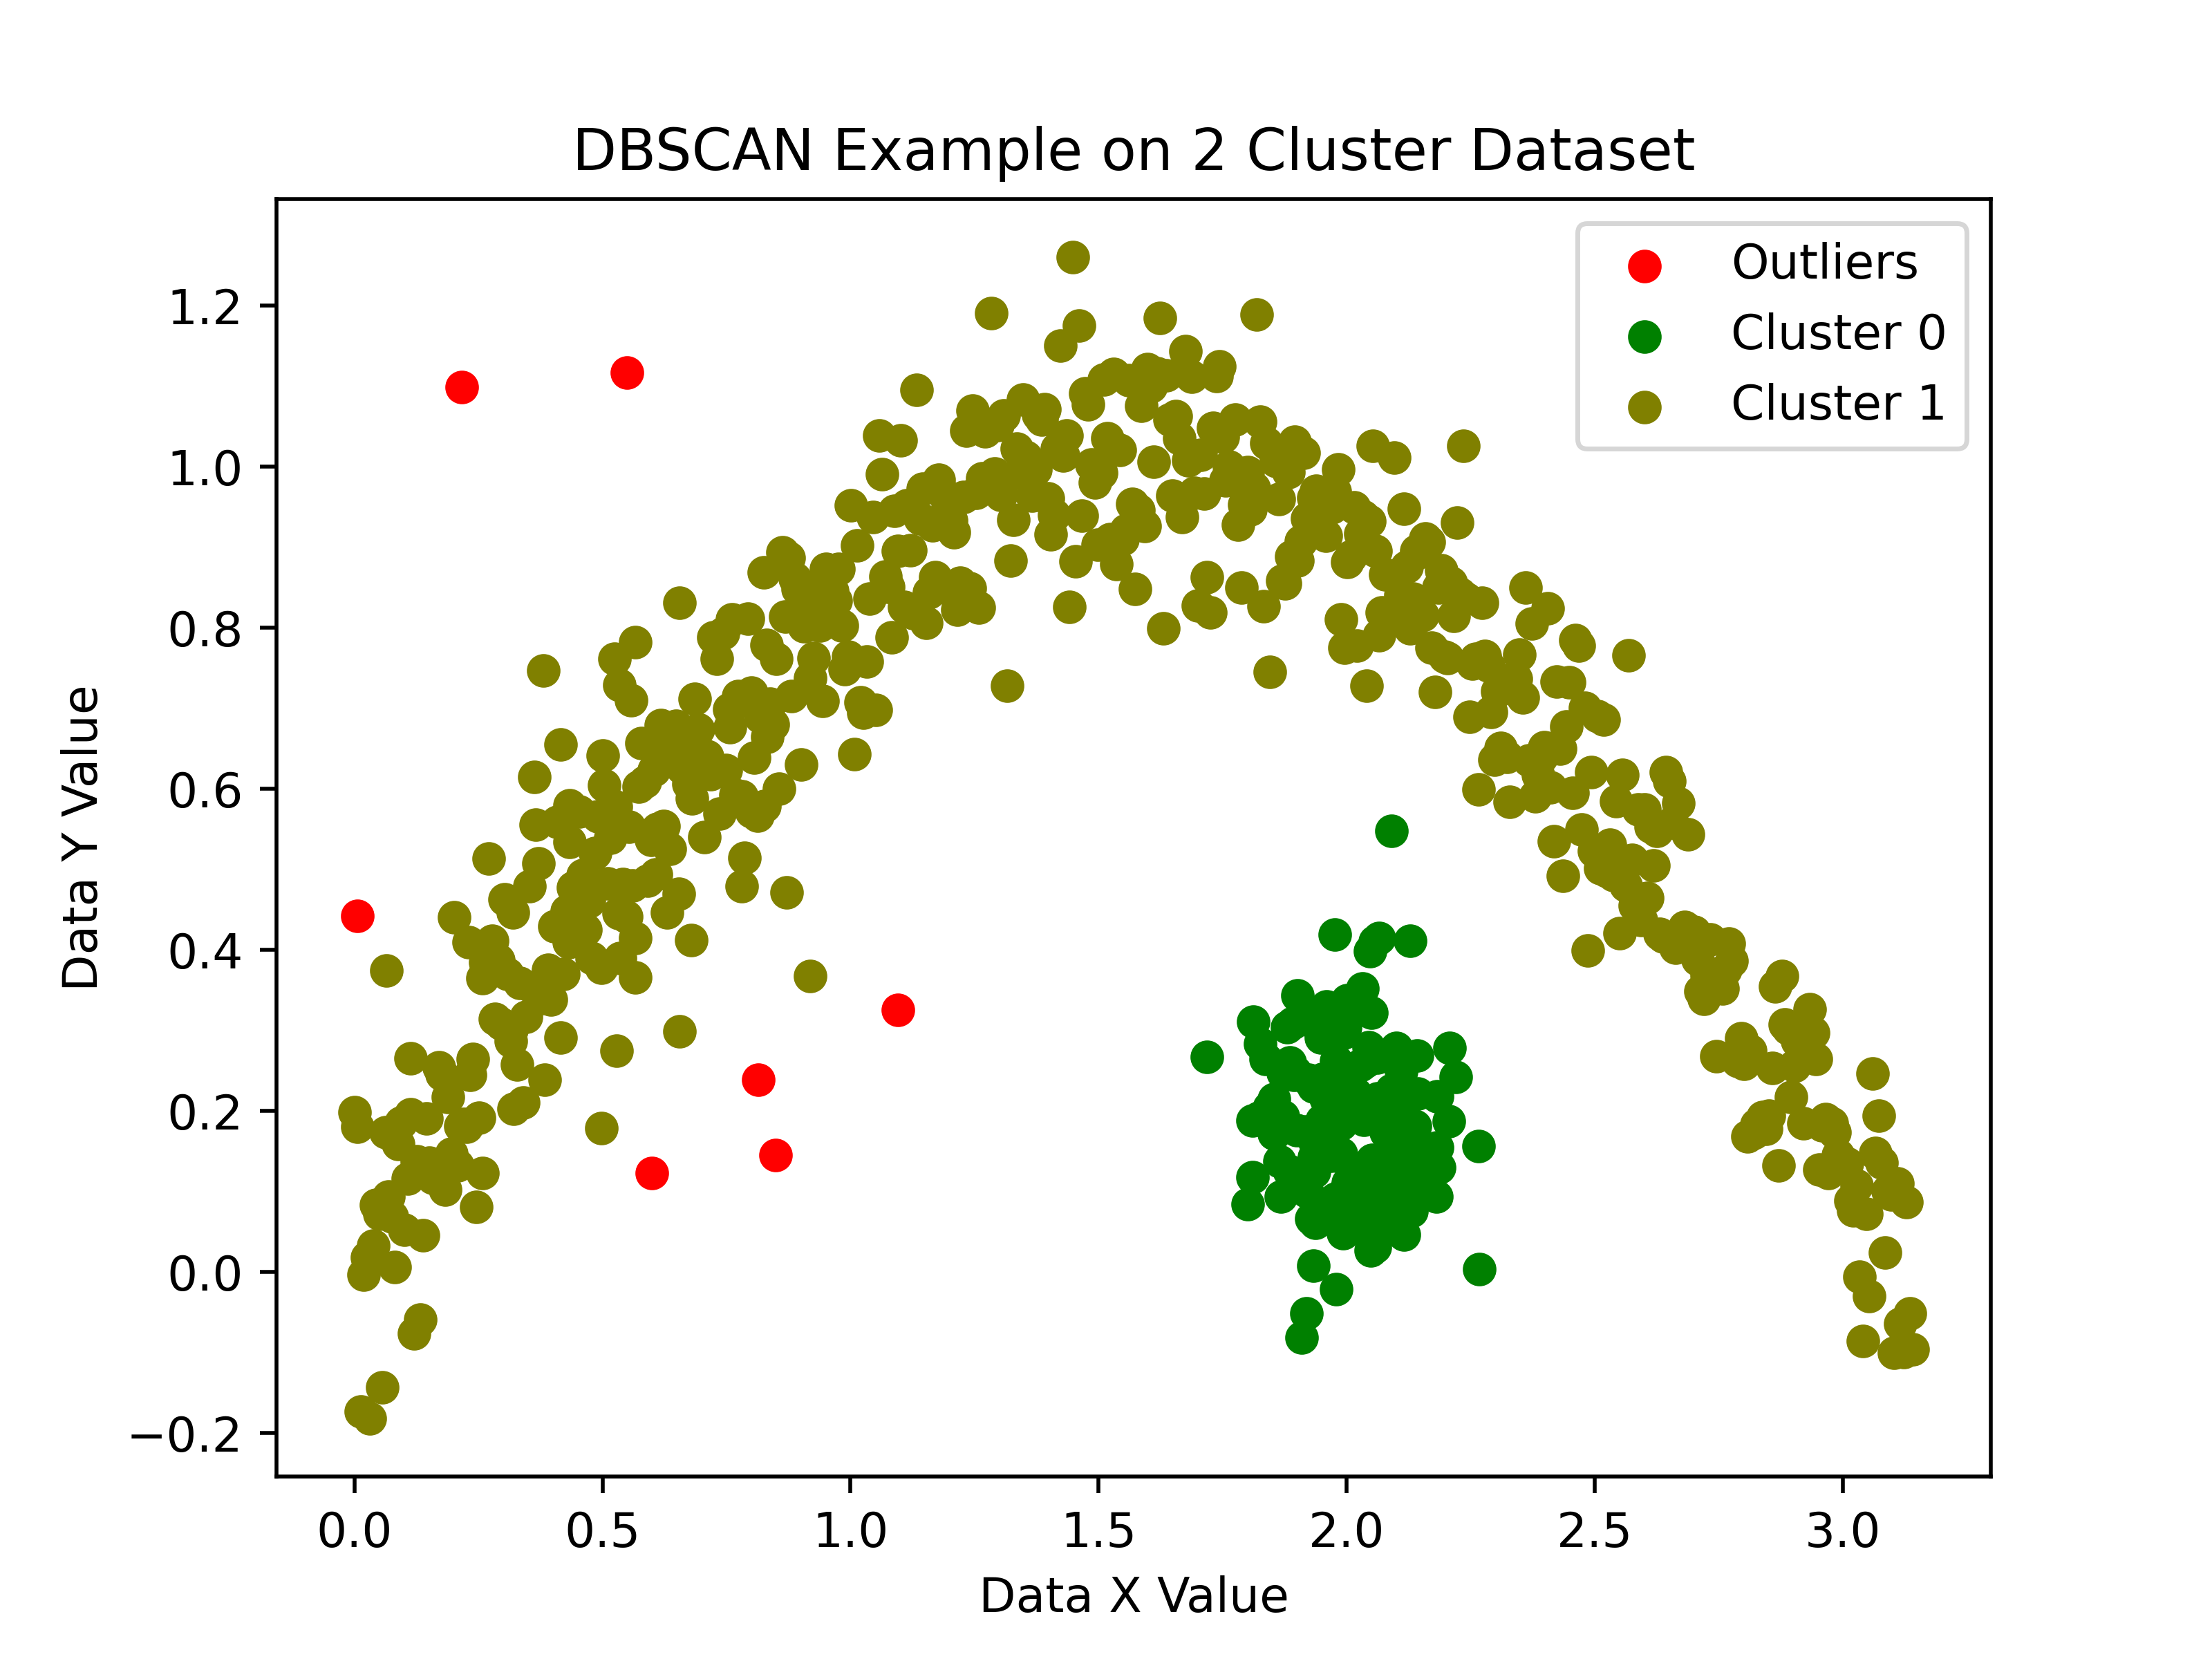 DBSCAN Example on 2 Cluster Dataset
Outliers
Cluster 0
Cluster 1
1.2
1.0
0.8
0.6
0.4
0.2
0.0
−0.2
Data Y Value
0.0 0.5 1.0 1.5 2.0 2.5 3.0
Data X Value